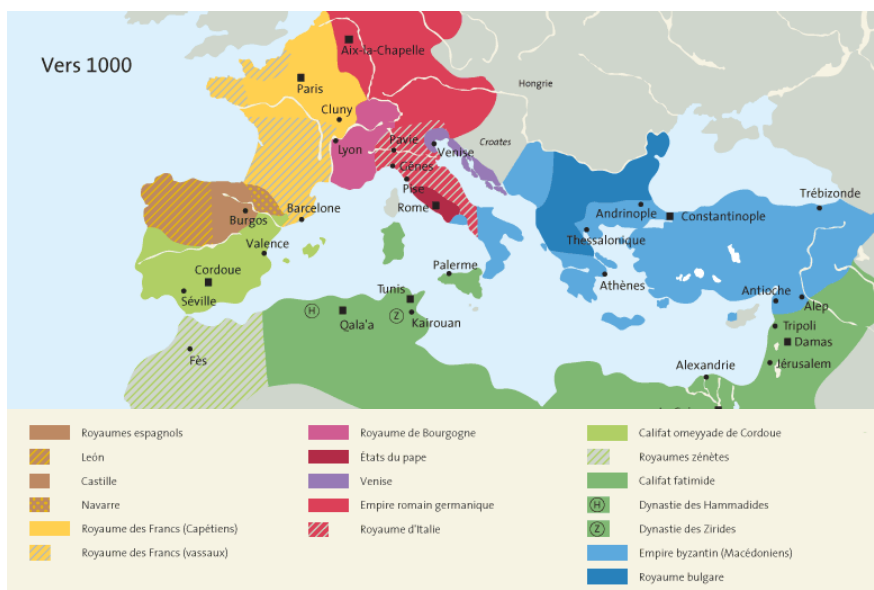 Vers 1000
Aix-la-Chapelle
Paris
Hongrie
Cluny
Croates
Lyon
Pavie
Venise
Gênes
Pise
Trébizonde
Barcelone
Rome
Andrinople
Constantinople
Burgos
Valence
Thessalonique
Palerme
Cordoue
Athènes
Antioche
Séville
Tunis
Alep
H
Qala'a
Z
Kairouan
Tripoli
Damas
Fès
Alexandrie
Jérusalem
Royaumes espagnols
León
Castille
Navarre
Royaume des Francs (Capétiens)
Royaume des Francs (vassaux)
Royaume de Bourgogne
États du pape
Venise
Empire romain germanique
Royaume d'Italie
Califat omeyyade de Cordoue
Royaumes zénètes
Califat fatimide
H Dynastie des Hammadides
Z Dynastie des Zirides
Empire byzantin (Macédoniens)
Royaume bulgare